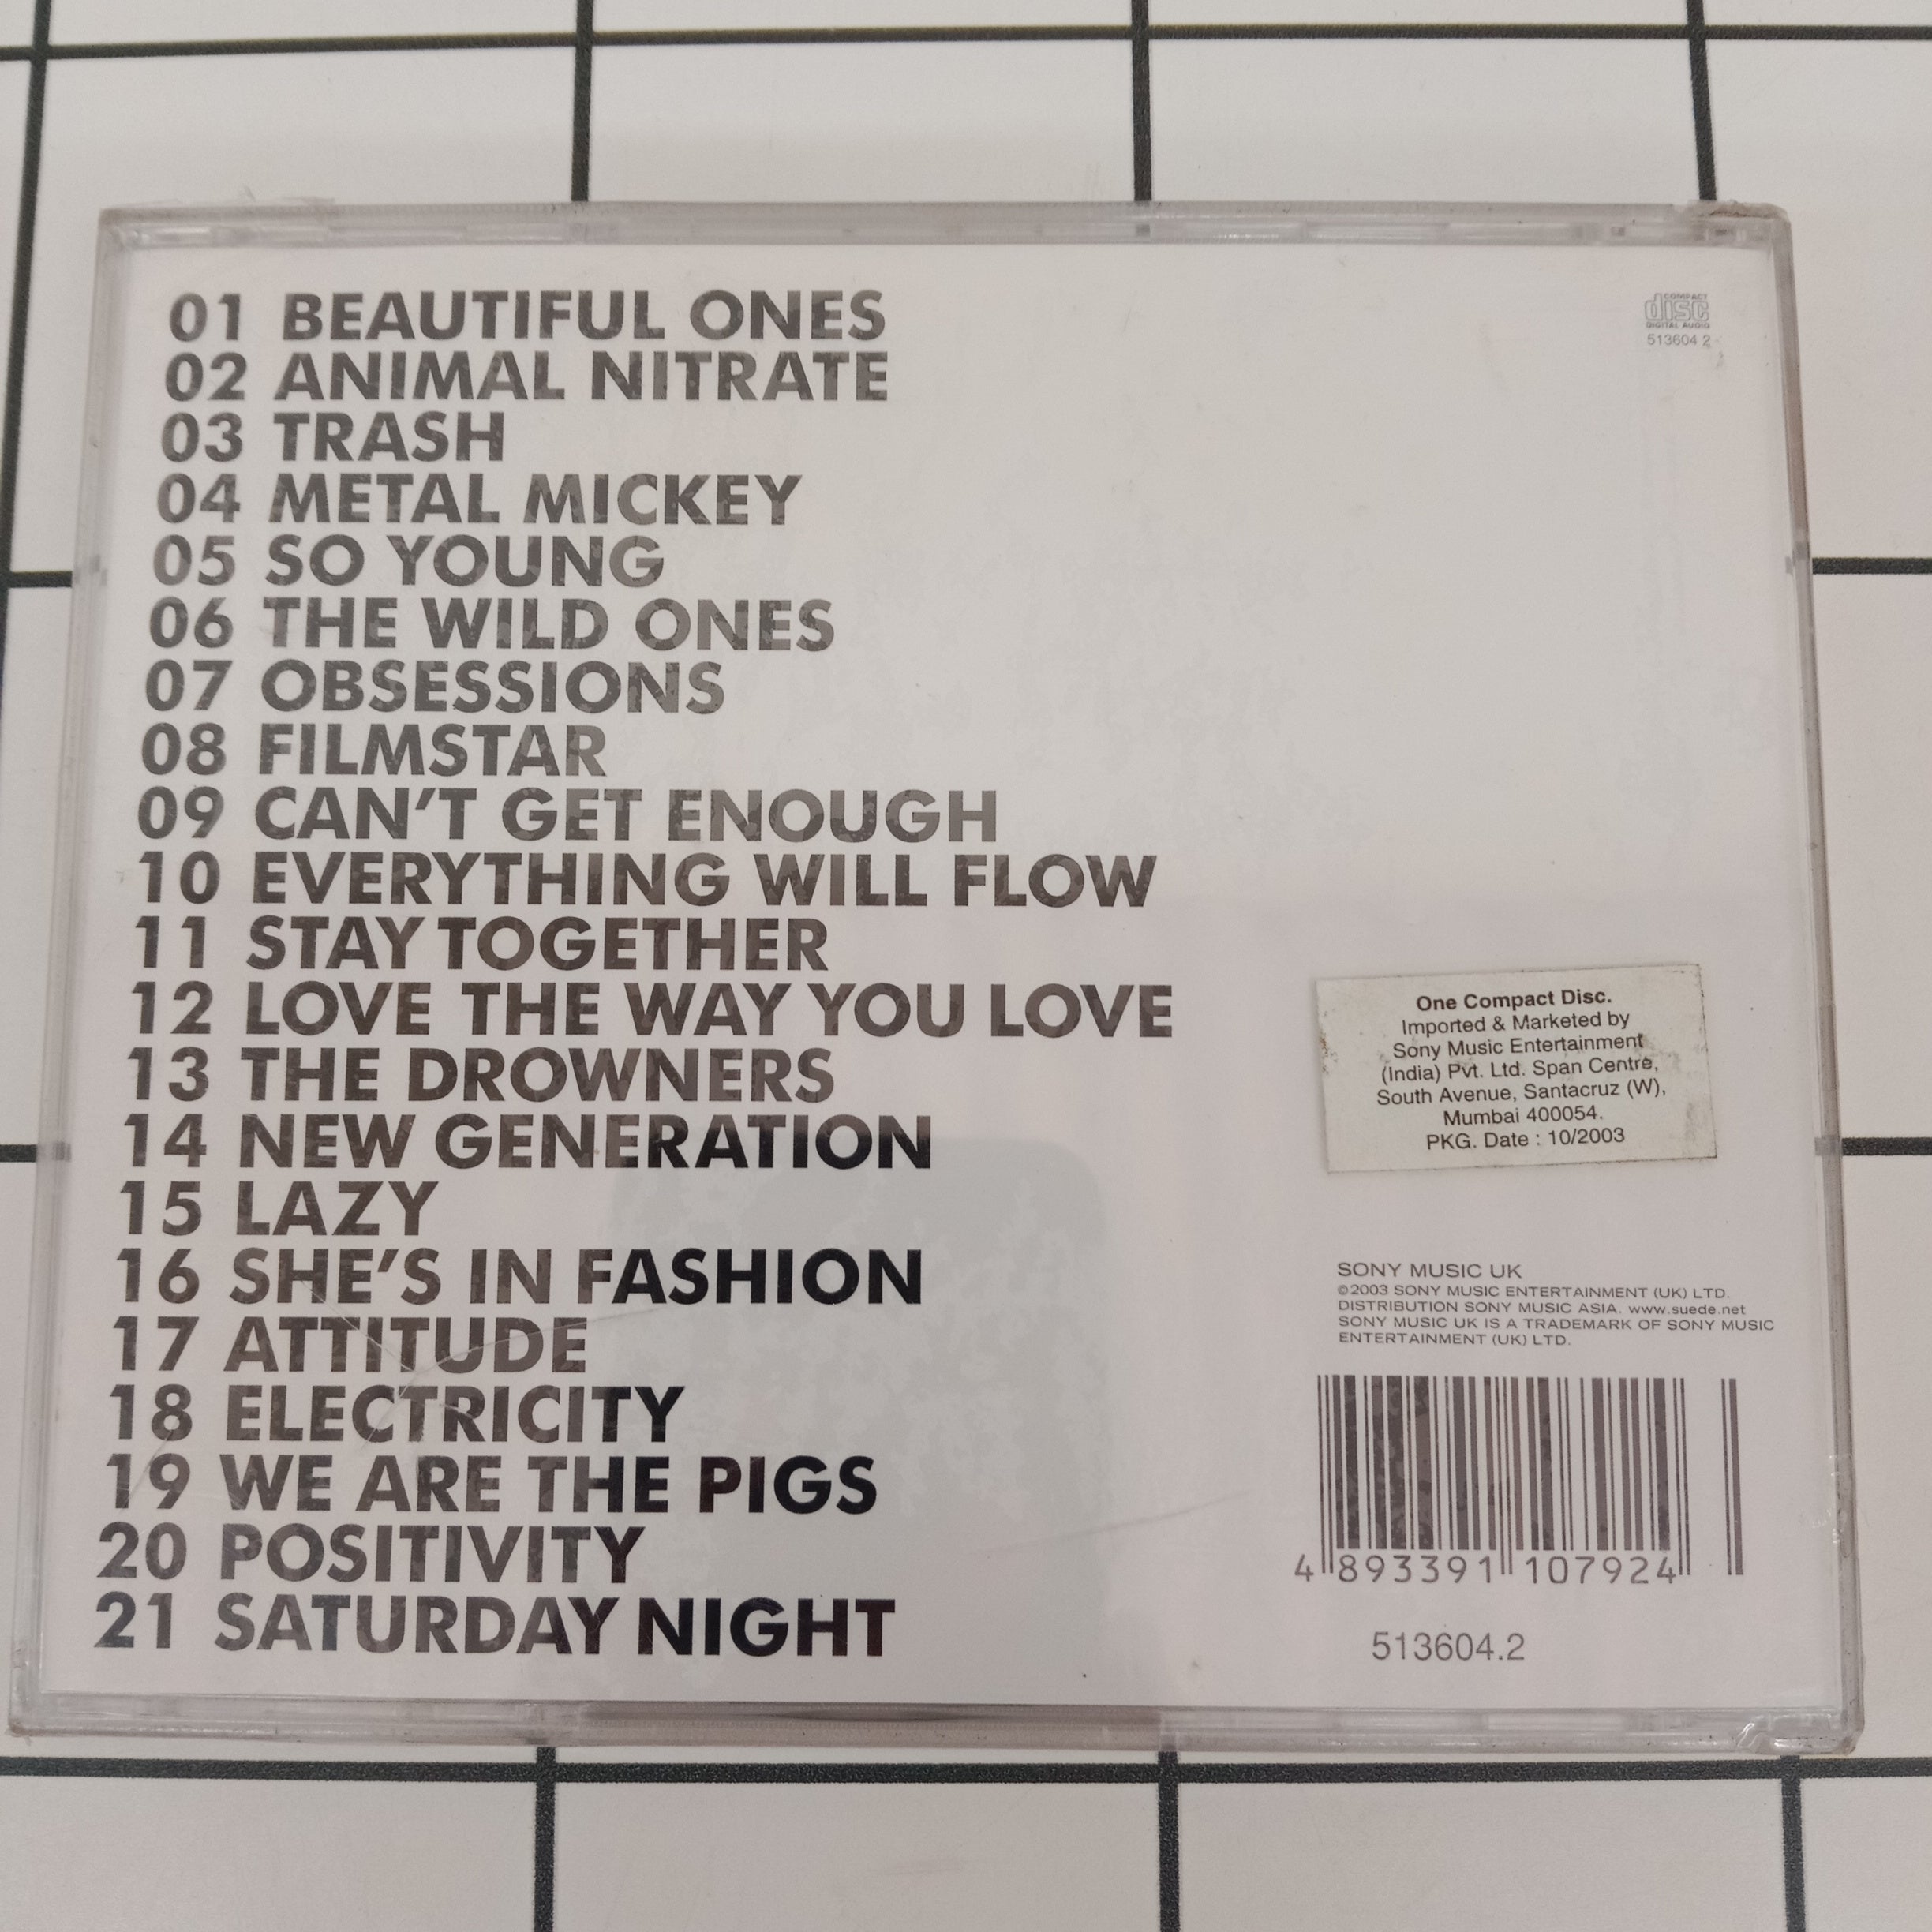 01 BEAUTIFUL ONES
02 ANIMAL NITRATE
03 TRASH
04 METAL MICKEY
05 SO YOUNG
06 THE WILD ONES
07 OBSESSIONS
08 FILMSTAR
09 CAN'T GET ENOUGH
10 EVERYTHING WILL FLOW
11 STAY TOGETHER
12 LOVE THE WAY YOU LOVE
13 THE DROWNERS
14 NEW GENERATION
15 LAZY
16 SHE'S IN FASHION
17 ATTITUDE
18 ELECTRICITY
19 WE ARE THE PIGS
20 POSITIVITY
21 SATURDAY NIGHT
COMPACT
disc
DIGITAL AUDIO
513604 2
One Compact Disc.
Imported & Marketed by
Sony Music Entertainment
(India) Pvt. Ltd. Span Centre,
South Avenue, Santacruz (W),
Mumbai 400054.
PKG. Date : 10/2003
SONY MUSIC UK
©2003 SONY MUSIC ENTERTAINMENT (UK) LTD.
DISTRIBUTION SONY MUSIC ASIA. www.suede.net
SONY MUSIC UK IS A TRADEMARK OF SONY MUSIC
ENTERTAINMENT (UK) LTD.
4 893391 107924
513604.2